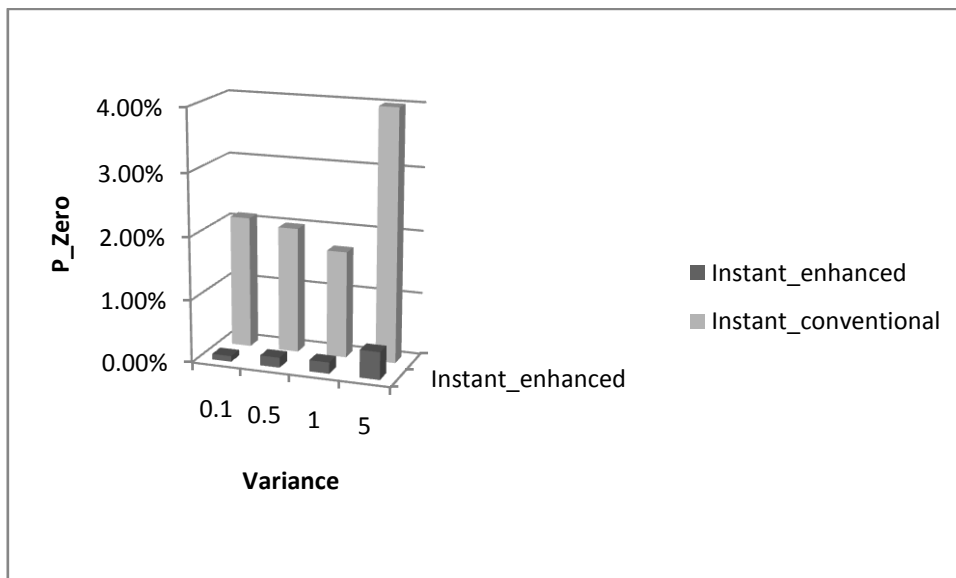 4.00%
3.00%
2.00%
1.00%
0.00%
P_Zero
0.1
0.5
1
5
Variance
Instant_enhanced
Instant_enhanced
Instant_conventional